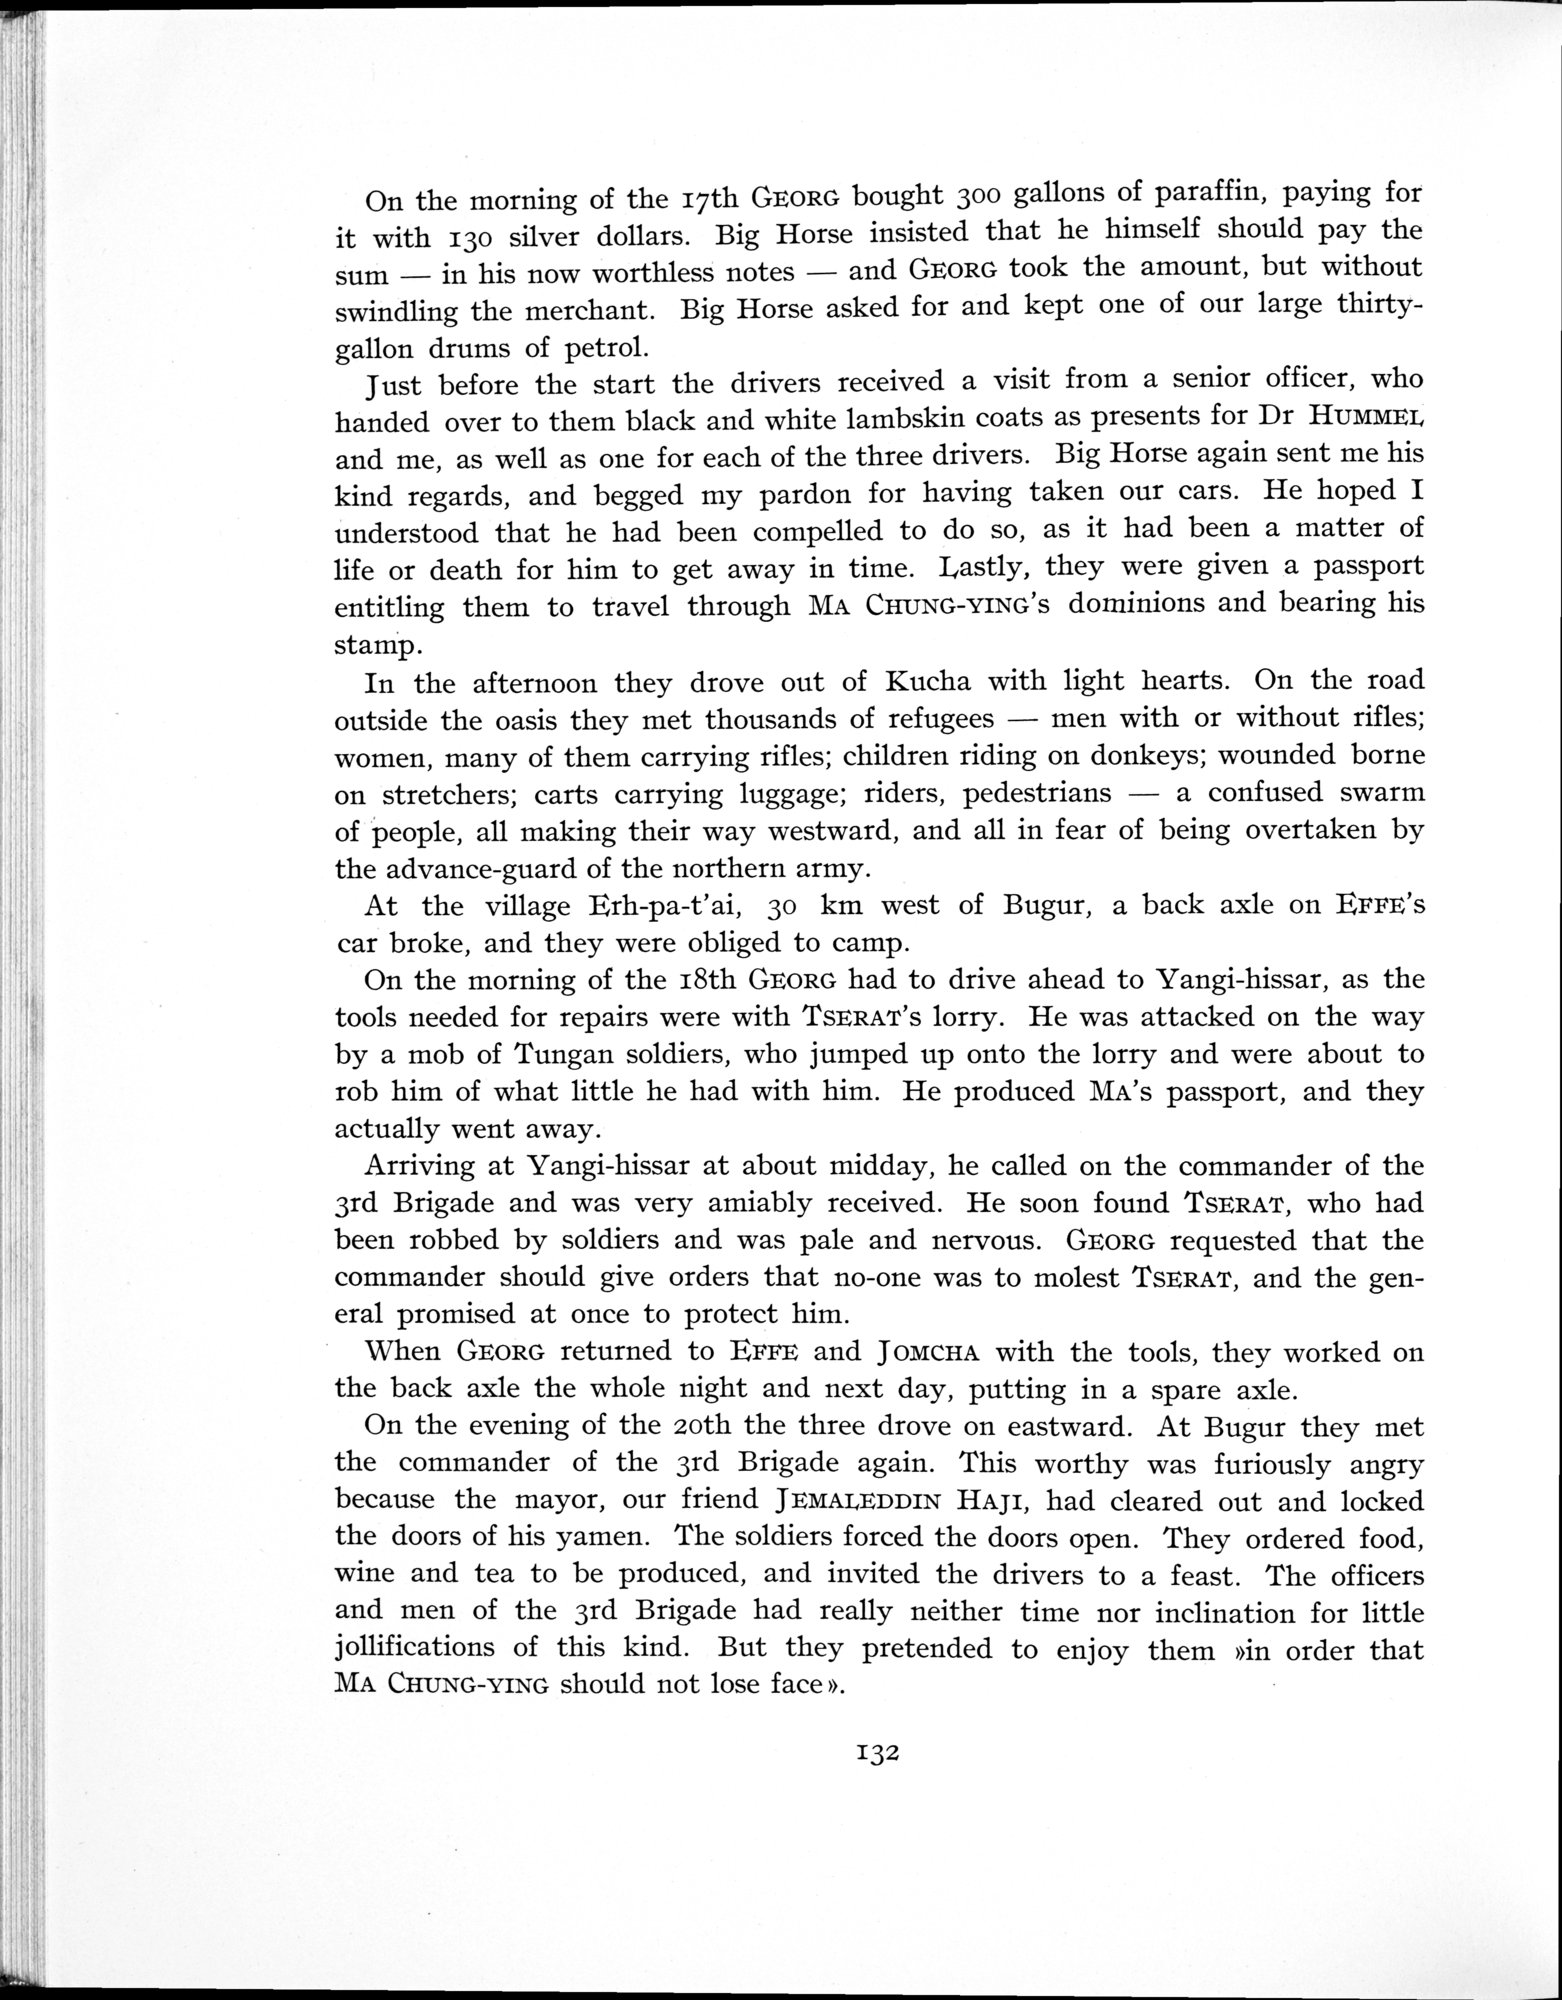 On the morning of the 17th GEORG bought 300 gallons of paraffin, paying for
it with 130 silver dollars. Big Horse insisted that he himself should pay the
sum — in his now worthless notes — and GEORG took the amount, but without
swindling the merchant. Big Horse asked for and kept one of our large thirty-
gallon drums of petrol.
Just before the start the drivers received a visit from a senior officer, who
handed over to them black and white lambskin coats as presents for Dr HUMMEL
and me, as well as one for each of the three drivers. Big Horse again sent me his
kind regards, and begged my pardon for having taken our cars. He hoped I
understood that he had been compelled to do so, as it had been a matter of
life or death for him to get away in time. Lastly, they were given a passport
entitling them to travel through MA CHUNG-YING's dominions and bearing his
stamp.
In the afternoon they drove out of Kucha with light hearts. On the road
outside the oasis they met thousands of refugees — men with or without rifles;
women, many of them carrying rifles; children riding on donkeys; wounded borne
on stretchers; carts carrying luggage; riders, pedestrians — a confused swarm
of people, all making their way westward, and all in fear of being overtaken by
the advance-guard of the northern army.
At the village Erh-pa-t'ai, 30 km west of Bugur, a back axle on EFFE's
car broke, and they were obliged to camp.
On the morning of the 18th GEORG had to drive ahead to Yangi-hissar, as the
tools needed for repairs were with TSERAT's lorry. He was attacked on the way
by a mob of Tungan soldiers, who jumped up onto the lorry and were about to
rob him of what little he had with him. He produced MA's passport, and they
actually went away.
Arriving at Yangi-hissar at about midday, he called on the commander of the
3rd Brigade and was very amiably received. He soon found TSERAT, who had
been robbed by soldiers and was pale and nervous. GEORG requested that the
commander should give orders that no-one was to molest TSERAT, and the gen-
eral promised at once to protect him.
When GEORG returned to EFFE and JOMCHA with the tools, they worked on
the back axle the whole night and next day, putting in a spare axle.
On the evening of the 20th the three drove on eastward. At Bugur they met
the commander of the 3rd Brigade again. This worthy was furiously angry
because the mayor, our friend JEMALEDDIN HAJI, had cleared out and locked
the doors of his yamen. The soldiers forced the doors open. They ordered food,
wine and tea to be produced, and invited the drivers to a feast. The officers
and men of the 3rd Brigade had really neither time nor inclination for little
jollifications of this kind. But they pretended to enjoy them »in order that
MA CHUNG-YING should not lose face».
132